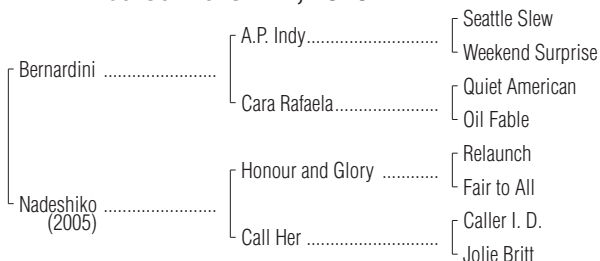 Seattle Slew
A.P. Indy
Weekend Surprise
Bernardini
Quiet American
Cara Rafaela
Oil Fable
Relaunch
Honour and Glory
Fair to All
Nadeshiko
(2005)
Caller I. D.
Call Her
Jolie Britt